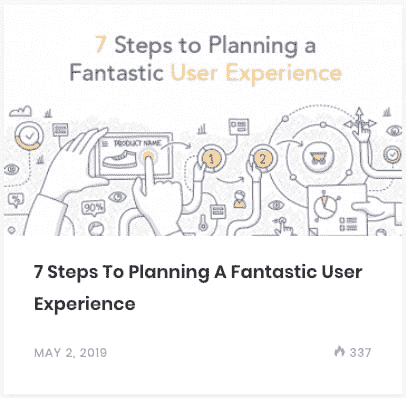 7 Steps to Planning a
Fantastic User Experience
PRODUCT NAME
1
2
90%
%
7 Steps To Planning A Fantastic User
Experience
MAY 2, 2019
337